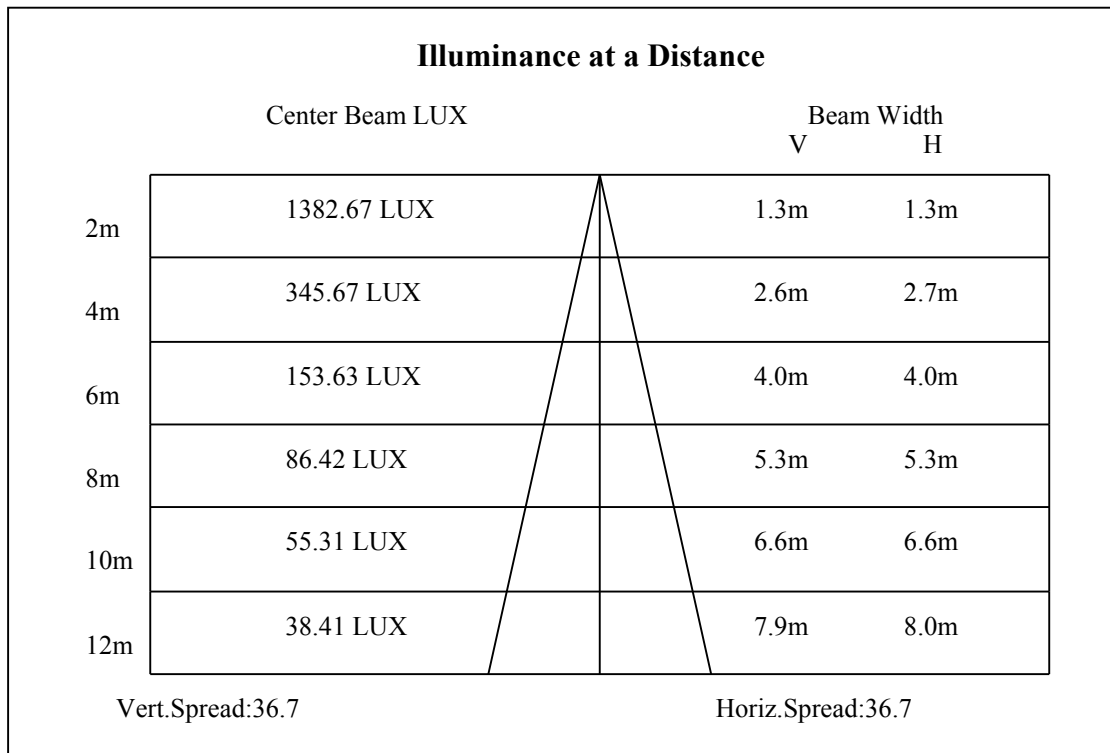 Illuminance at a Distance
Center Beam LUX Beam Width
V H
1382.67 LUX 1.3m 1.3m
2m
345.67 LUX 2.6m 2.7m
4m
153.63 LUX 4.0m 4.0m
6m
86.42 LUX 5.3m 5.3m
8m
55.31 LUX 6.6m 6.6m
10m
38.41 LUX 7.9m 8.0m
12m
Vert.Spread:36.7 Horiz.Spread:36.7